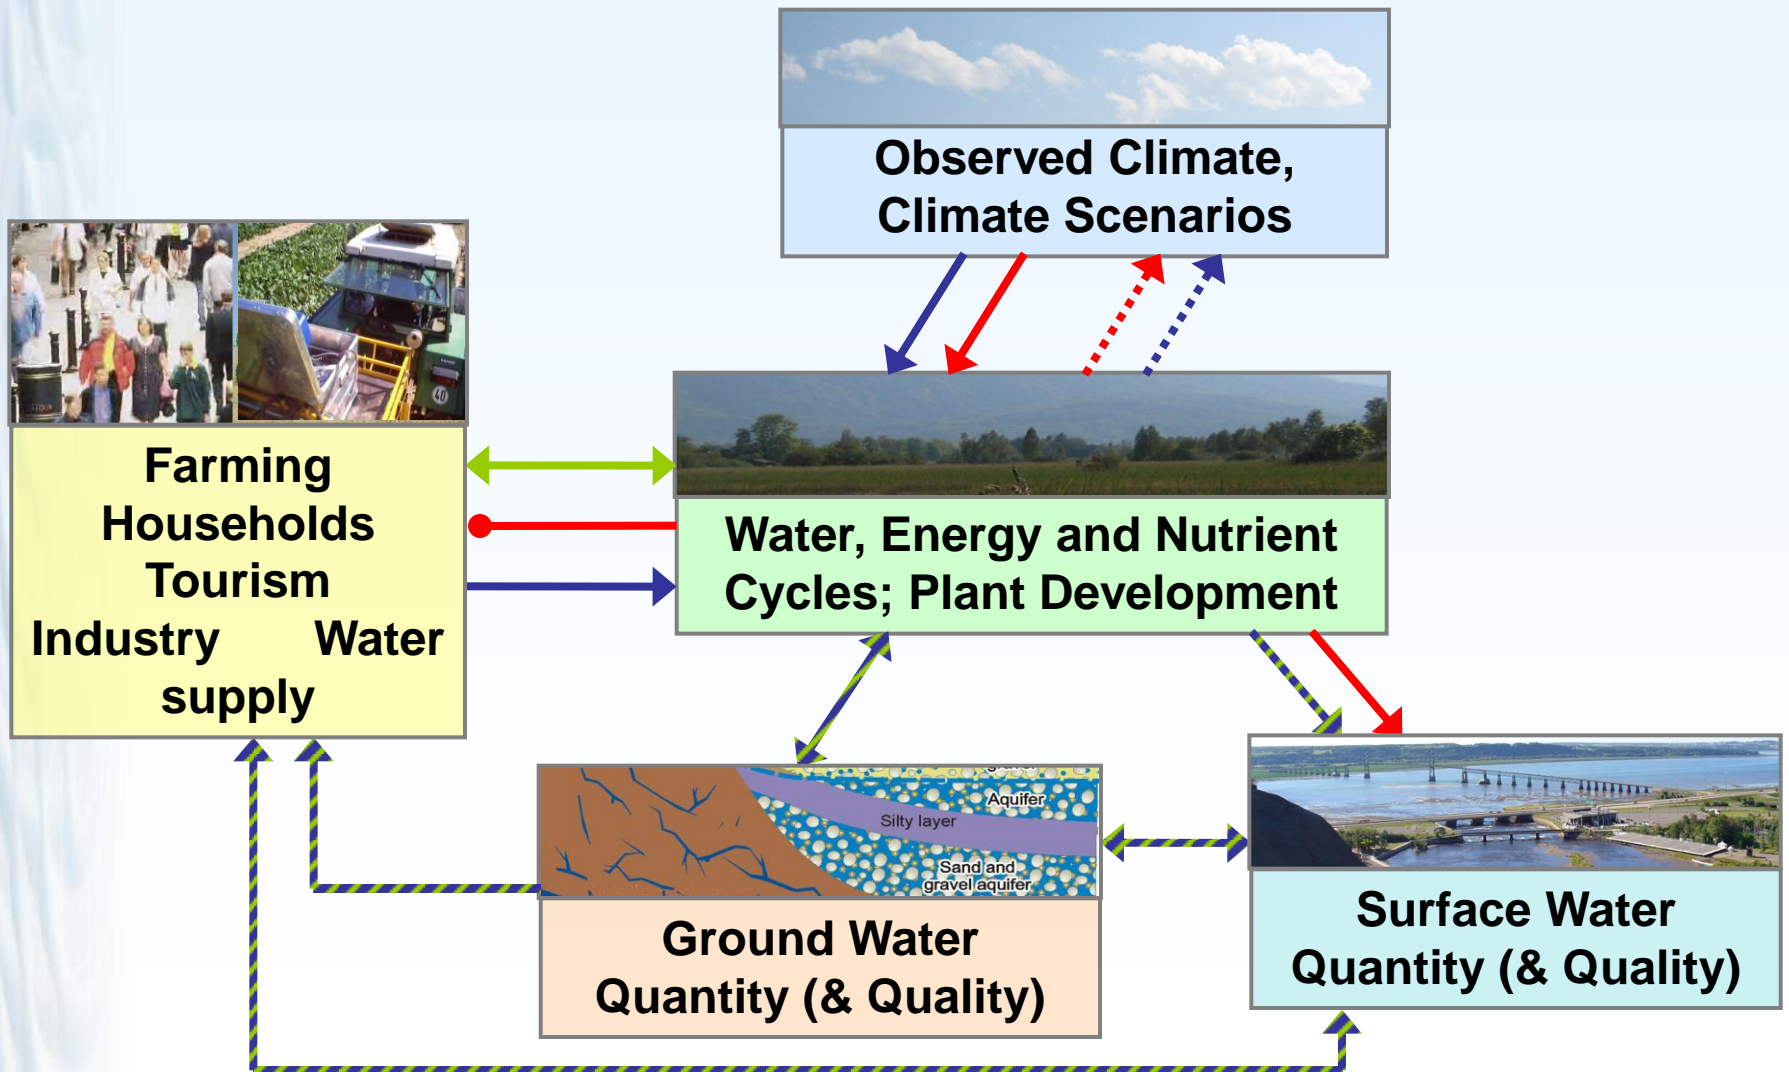 Observed Climate,
Climate Scenarios
Farming
Households
Tourism
Industry Water
supply
40
Water, Energy and Nutrient
Cycles; Plant Development
Aquifer
Silty layer
Sand and
gravel aquifer
Ground Water
Quantity (& Quality)
Surface Water
Quantity (& Quality)